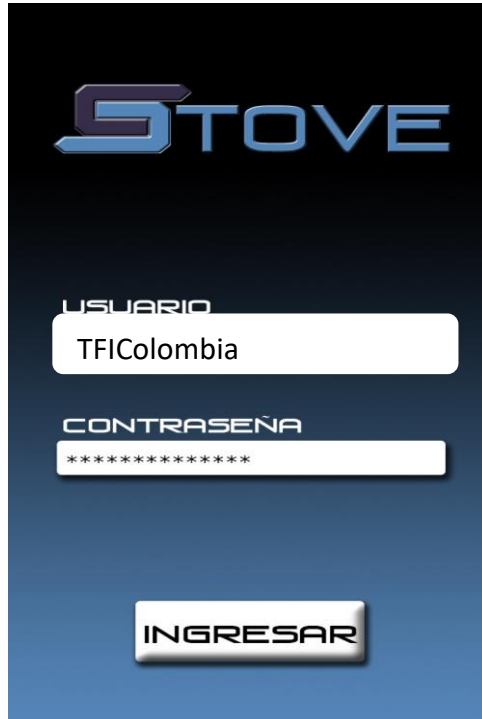 STOVE
USUARIO
TFIColombia
CONTRASEÑA
**************
INGRESAR